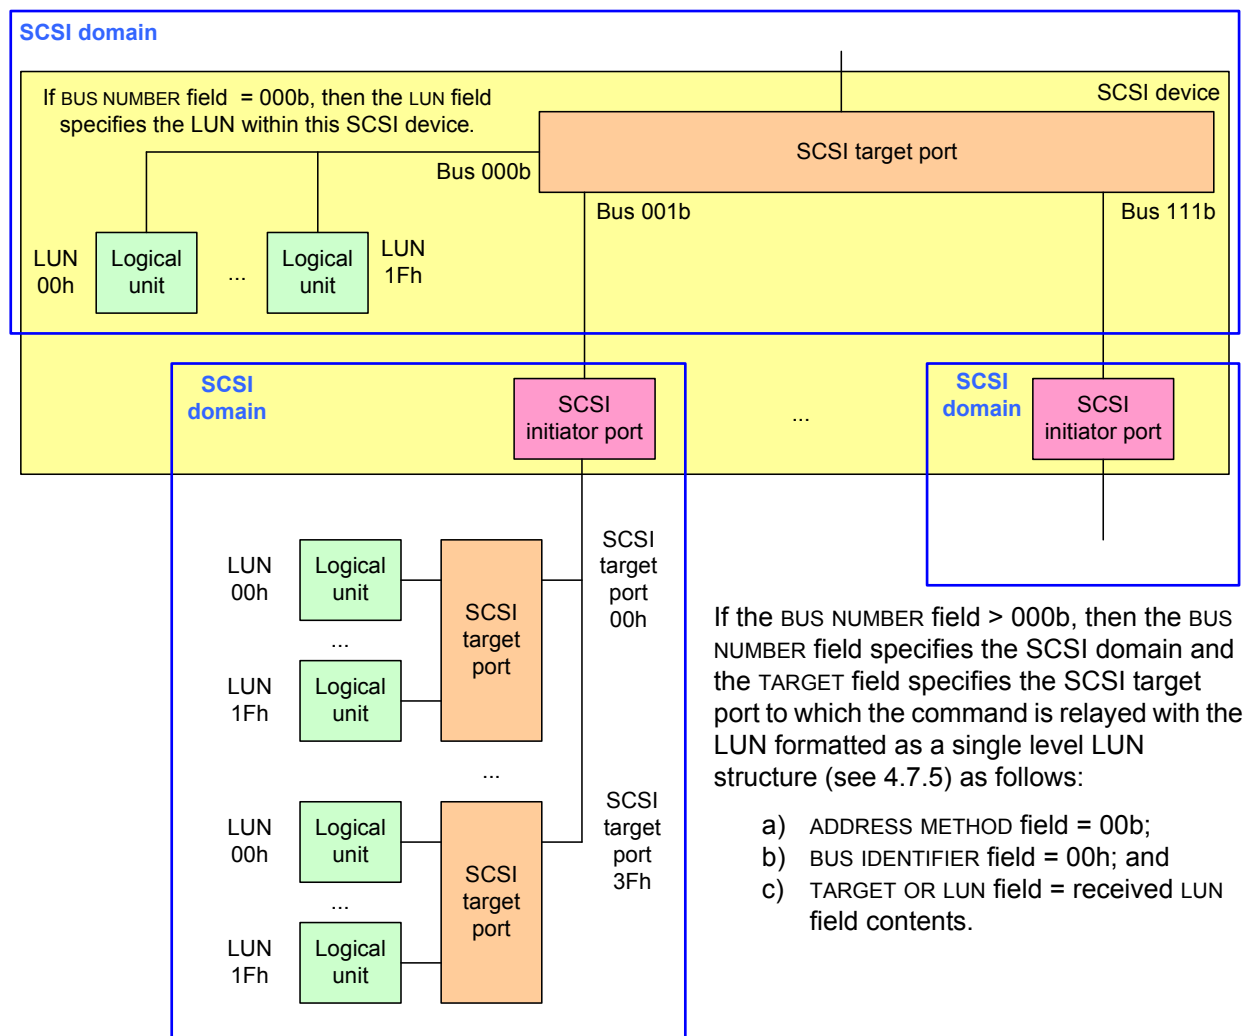 SCSI domain
If BUS NUMBER field = 000b, then the LUN field
specifies the LUN within this SCSI device.
SCSI device
SCSI target port
Bus 000b
Bus 001b
Bus 111b
LUN
00h
Logical
unit
...
Logical
unit
LUN
1Fh
SCSI
domain
SCSI
initiator port
...
SCSI
domain
SCSI
initiator port
LUN
00h
Logical
unit
...
LUN
1Fh
Logical
unit
SCSI
target
port
SCSI
target
port
00h
...
LUN
00h
Logical
unit
...
LUN
1Fh
Logical
unit
SCSI
target
port
SCSI
target
port
3Fh
If the BUS NUMBER field > 000b, then the BUS
NUMBER field specifies the SCSI domain and
the TARGET field specifies the SCSI target
port to which the command is relayed with the
LUN formatted as a single level LUN
structure (see 4.7.5) as follows:
a) ADDRESS METHOD field = 00b;
b) BUS IDENTIFIER field = 00h; and
c) TARGET OR LUN field = received LUN
field contents.